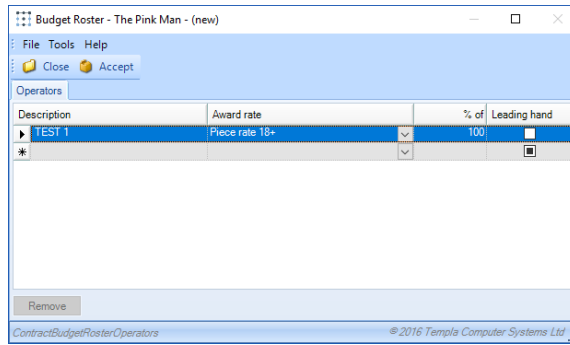 Budget Roster - The Pink Man - (new)
File Tools Help
Close Accept
Operators
Description Award rate % of Leading hand
TEST 1 Piece rate 18+ 100
Remove
ContractBudgetRosterOperators © 2016 Templa Computer Systems Ltd